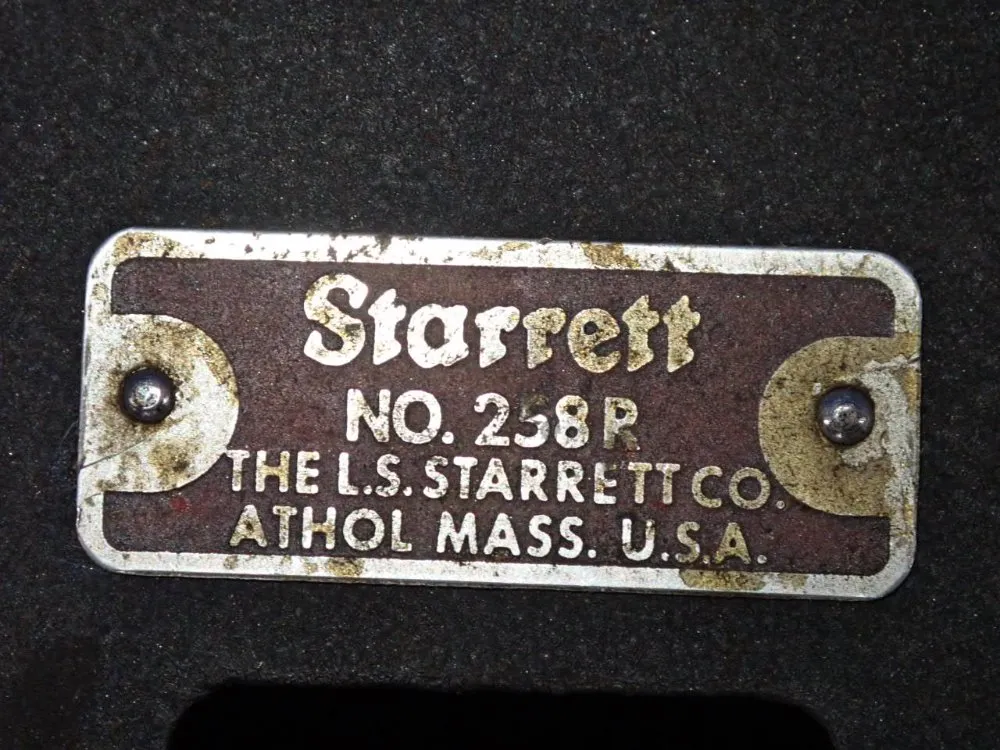 Starrett
NO. 258R
THE L.S. STARRETT CO.
ATHOL MASS. U.S.A.